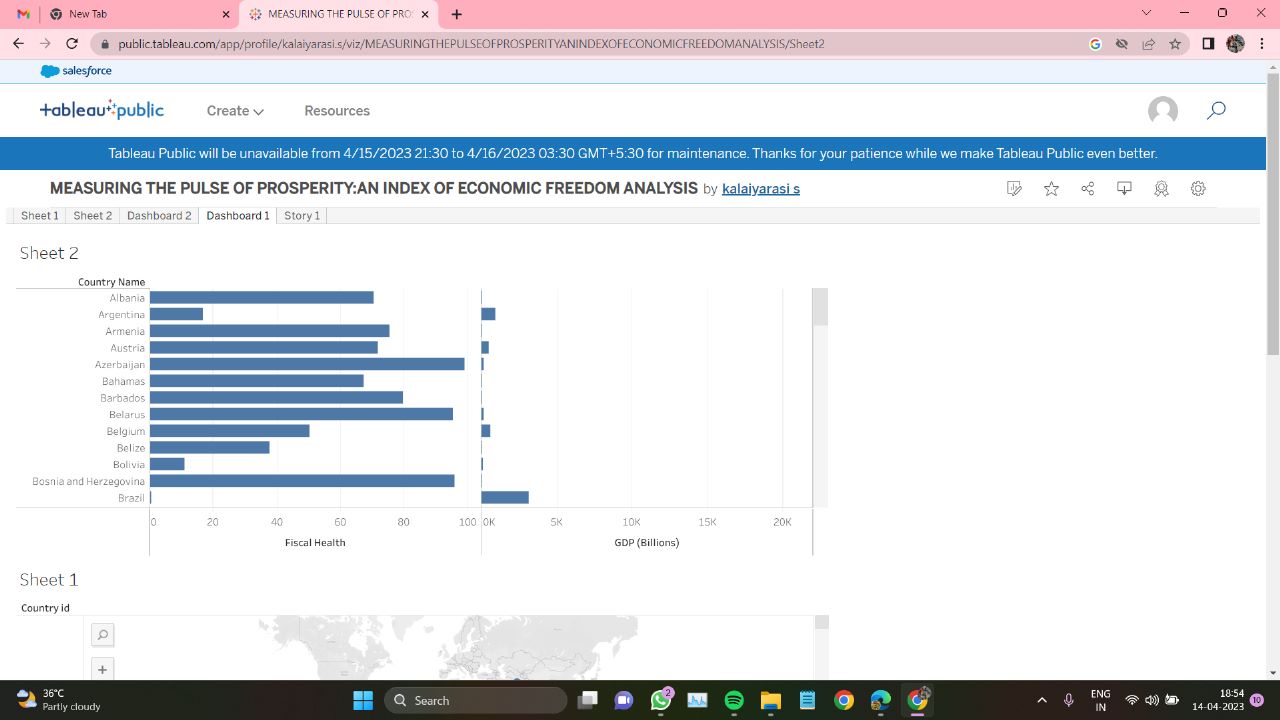 New Tab
MEASURING THE PULSE OF PRO
public.tableau.com/app/profile/kalaiyarasi.s/viz/MEASURINGTHEPULSEOFPROSPERITYANINDEXOFECONOMICFREEDOMANALYSIS/Sheet2
salesforce
tableau public
Create
Resources
Tableau Public will be unavailable from 4/15/2023 21:30 to 4/16/2023 03:30 GMT+5:30 for maintenance. Thanks for your patience while we make Tableau Public even better.
MEASURING THE PULSE OF PROSPERITY:AN INDEX OF ECONOMIC FREEDOM ANALYSIS by kalaiyarasi s
Sheet 1 Sheet 2 Dashboard 2 Dashboard 1 Story 1
Sheet 2
Country Name
Albania
Argentina
Armenia
Austria
Azerbaijan
Bahamas
Barbados
Belarus
Belgium
Belize
Bolivia
Bosnia and Herzegovina
Brazil
0 20 40 60 80 100 0K 5K 10K 15K 20K
Fiscal Health GDP (Billions)
Sheet 1
Country id
36°C
Partly cloudy
Search
2
ENG
IN
18:54
14-04-2023
10